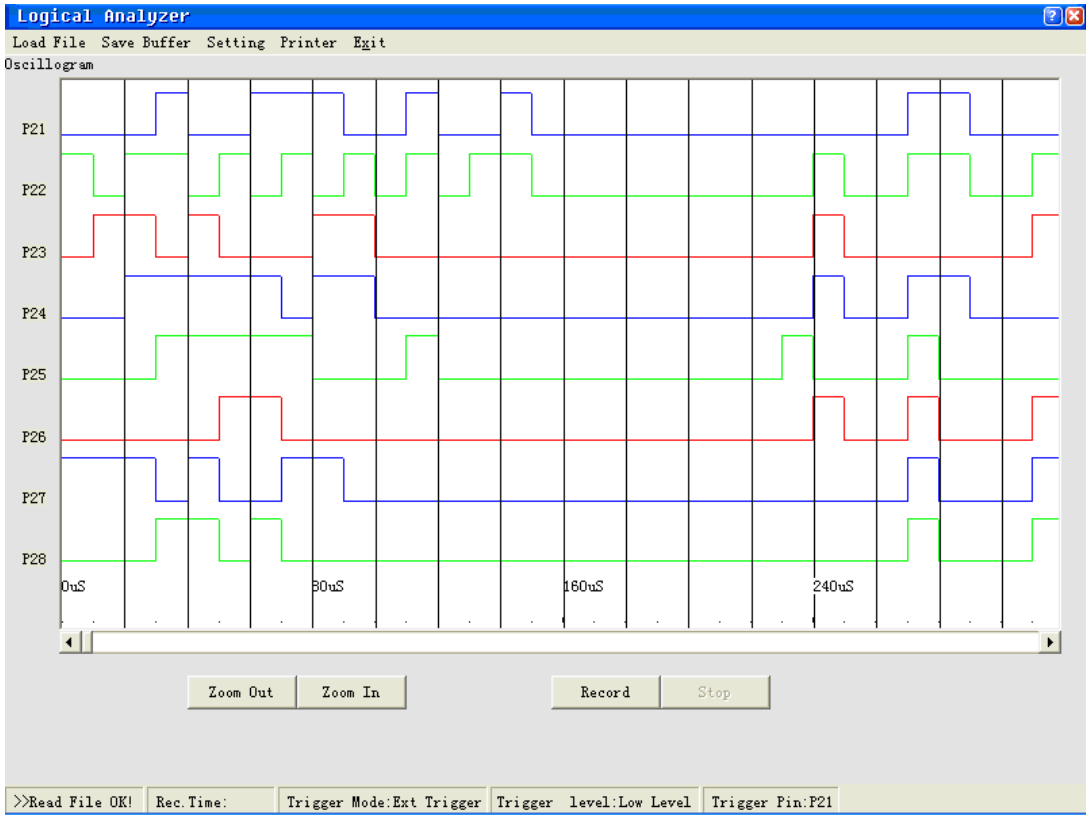 Logical Analyzer
Load File Save Buffer Setting Printer Exit
Oscillogram
P21
P22
P23
P24
P25
P26
P27
P28
0uS 80uS 160uS 240uS
Zoom Out Zoom In Record Stop
>>Read File OK! Rec.Time: Trigger Mode:Ext Trigger Trigger level:Low Level Trigger Pin:P21